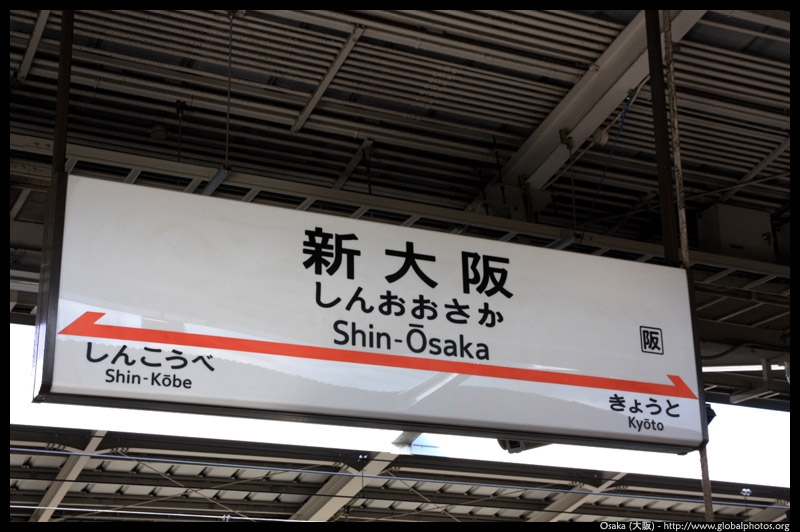 新大阪
しんおおさか
Shin-Ōsaka
阪
しんこうべ
Shin-Kōbe
きょうと
Kyōto
Osaka (大阪) - http://www.globalphotos.org